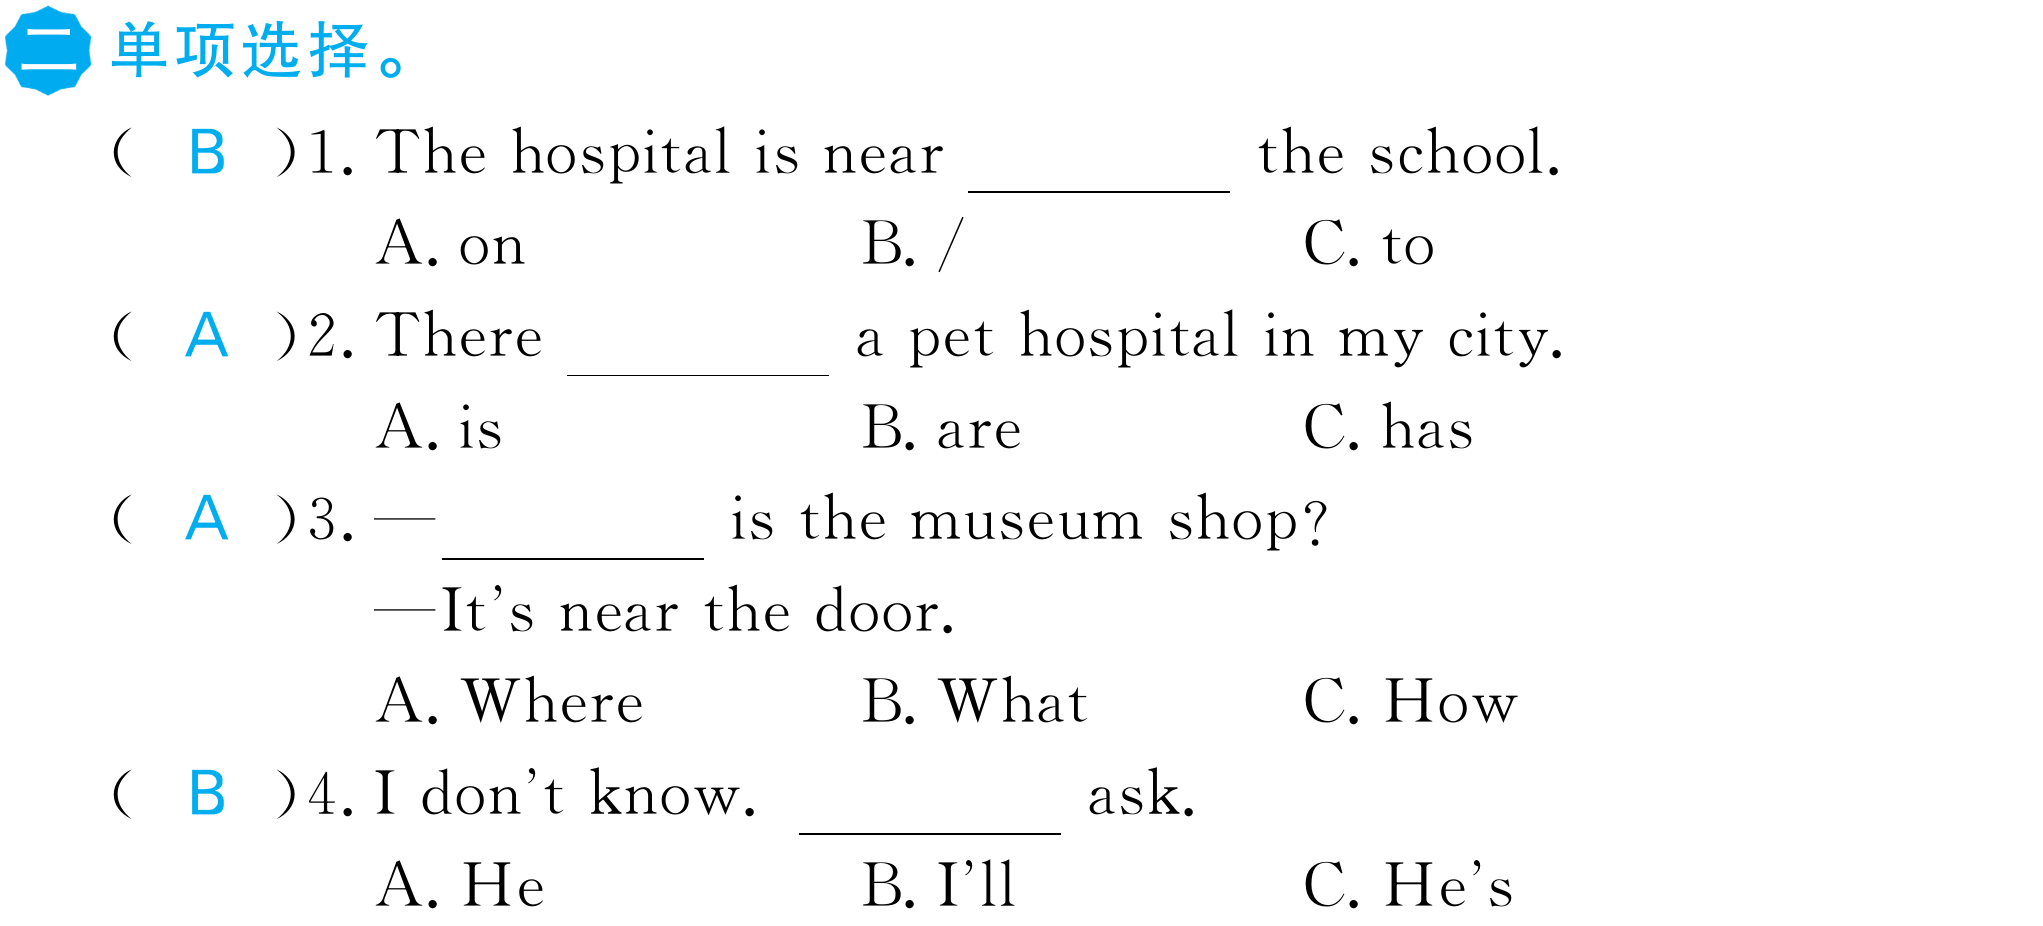 二 单项选择。
( B )1. The hospital is near ________ the school.
A. on B. / C. to
( A )2. There ________ a pet hospital in my city.
A. is B. are C. has
( A )3. —________ is the museum shop?
—It's near the door.
A. Where B. What C. How
( B )4. I don't know. ________ ask.
A. He B. I'll C. He's